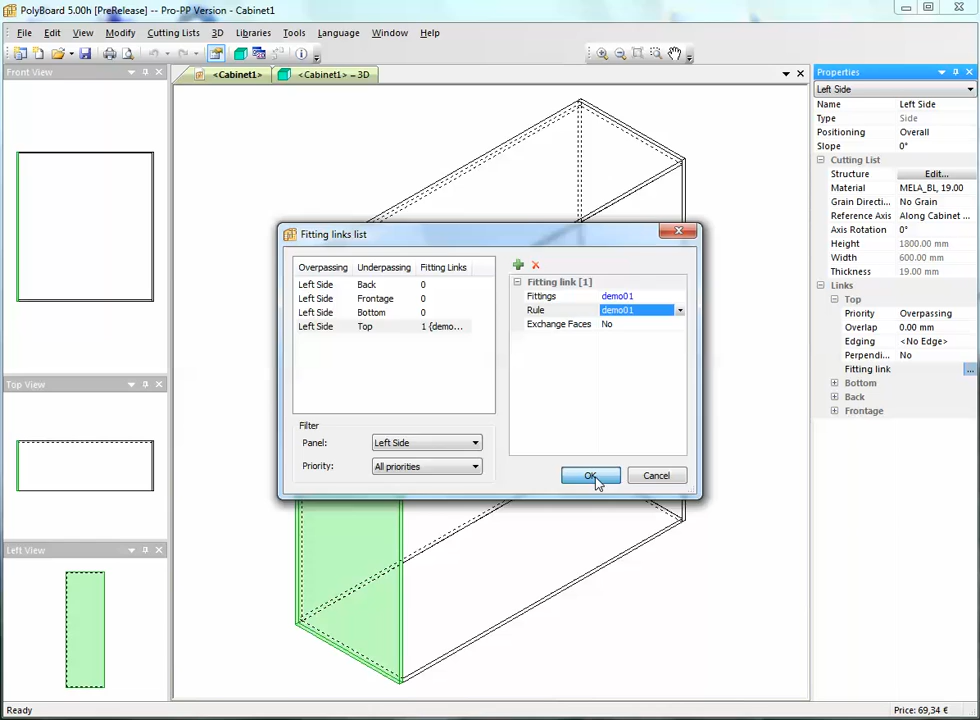 PolyBoard 5.00h [PreRelease] -- Pro-PP Version - Cabinet1
File Edit View Modify Cutting Lists 3D Libraries Tools Language Window Help
Front View
<Cabinet1> <Cabinet1> -- 3D
Properties
Left Side
Name Left Side
Type Side
Positioning Overall
Slope 0°
Cutting List
Structure Edit...
Material MELA_BL, 19.00
Grain Directi... No Grain
Reference Axis Along Cabinet ...
Axis Rotation 0°
Height 1800.00 mm
Width 600.00 mm
Thickness 19.00 mm
Links
Top
Priority Overpassing
Overlap 0.00 mm
Edging <No Edge>
Perpendi... No
Fitting link ...
Bottom
Back
Frontage
Fitting links list
Overpassing Underpassing Fitting Links
Left Side Back 0
Left Side Frontage 0
Left Side Bottom 0
Left Side Top 1 {demo...
Fitting link [1]
Fittings demo01
Rule demo01
Exchange Faces No
Filter
Panel: Left Side
Priority: All priorities
OK Cancel
Top View
Left View
Ready
Price: 69,34 €